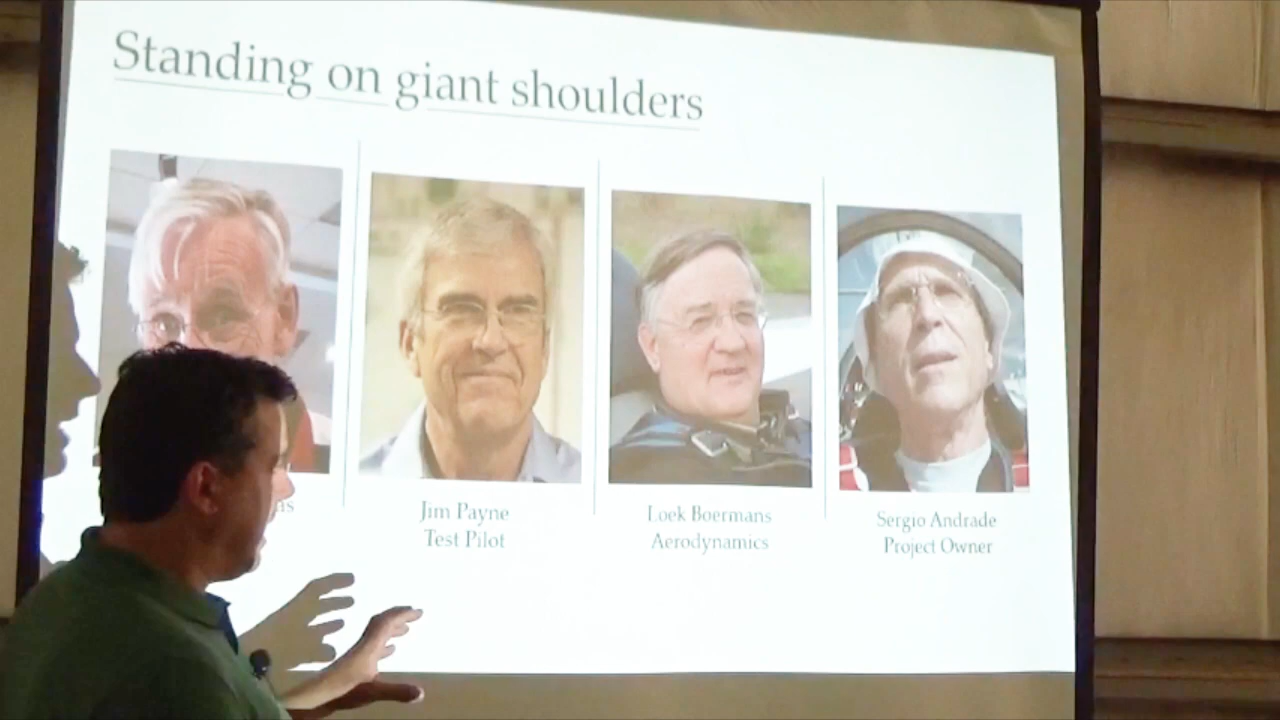 Standing on giant shoulders
Jim Payne
Test Pilot
Loek Boermans
Aerodynamics
Sergio Andrade
Project Owner